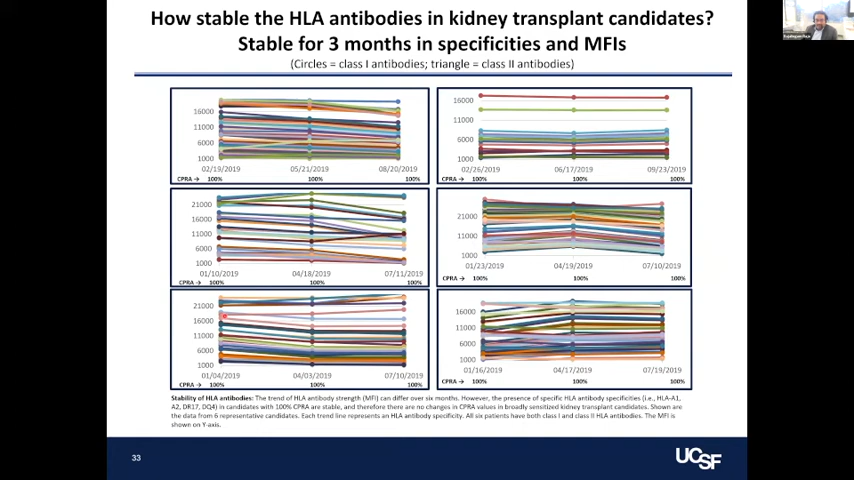 How stable the HLA antibodies in kidney transplant candidates?
Stable for 3 months in specificities and MFIs
(Circles = class I antibodies; triangle = class II antibodies)
16000
11000
6000
1000
02/19/2019 05/21/2019 08/20/2019
CPRA → 100% 100% 100%
16000
11000
6000
1000
02/26/2019 06/17/2019 09/23/2019
CPRA → 100% 100% 100%
21000
16000
11000
6000
1000
01/10/2019 04/18/2019 07/11/2019
CPRA → 100% 100% 100%
21000
11000
1000
01/23/2019 04/19/2019 07/10/2019
CPRA → 100% 100% 100%
21000
16000
11000
6000
1000
01/04/2019 04/03/2019 07/10/2019
CPRA → 100% 100% 100%
16000
11000
6000
1000
01/16/2019 04/17/2019 07/19/2019
CPRA → 100% 100% 100%
Stability of HLA antibodies: The trend of HLA antibody strength (MFI) can differ over six months. However, the presence of specific HLA antibody specificities (i.e., HLA-A1,
A2, DR17, DQ4) in candidates with 100% CPRA are stable, and therefore there are no changes in CPRA values in broadly sensitized kidney transplant candidates. Shown are
the data from 6 representative candidates. Each trend line represents an HLA antibody specificity. All six patients have both class I and class II HLA antibodies. The MFI is
shown on Y-axis.
33
UCSF